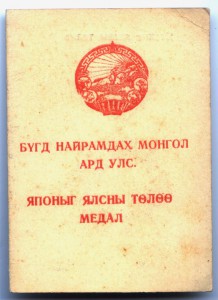 БҮГД НАЙРАМДАХ МОНГОЛ
АРД УЛС.
ЯПОНЫГ ЯЛСНЫ ТӨЛӨӨ
МЕДАЛ